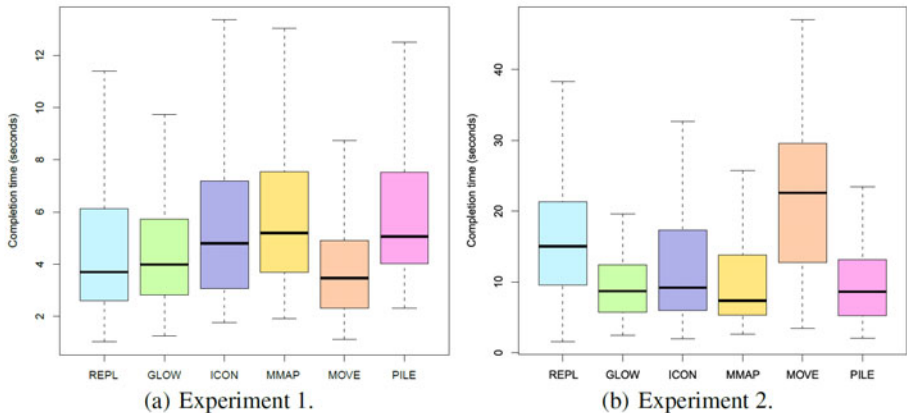 Completion time (seconds)
12
10
8
6
4
2
REPL GLOW ICON MMAP MOVE PILE
(a) Experiment 1.
Completion time (seconds)
40
30
20
10
0
REPL GLOW ICON MMAP MOVE PILE
(b) Experiment 2.